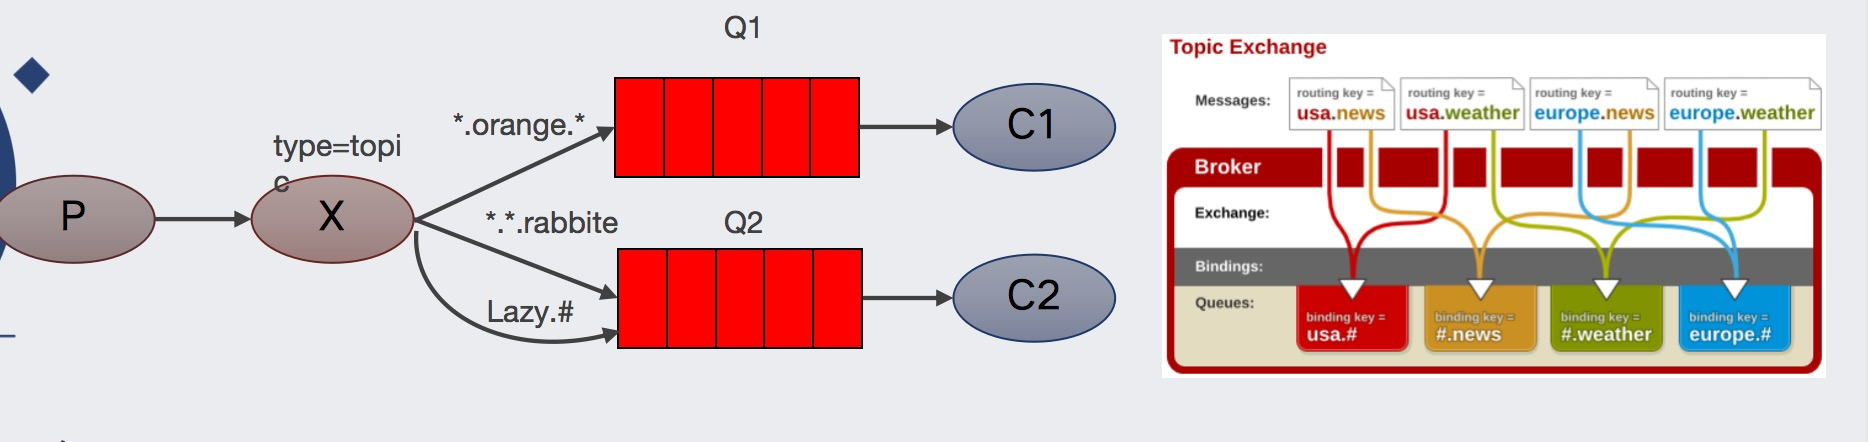 Q1
*.orange.*
C1
type=topi
c
P
X
*.*.rabbite
Q2
Lazy.#
C2
Topic Exchange
Messages:
routing key =
usa.news
routing key =
usa.weather
routing key =
europe.news
routing key =
europe.weather
Broker
Exchange:
Bindings:
Queues:
binding key =
usa.#
binding key =
#.news
binding key =
#.weather
binding key =
europe.#